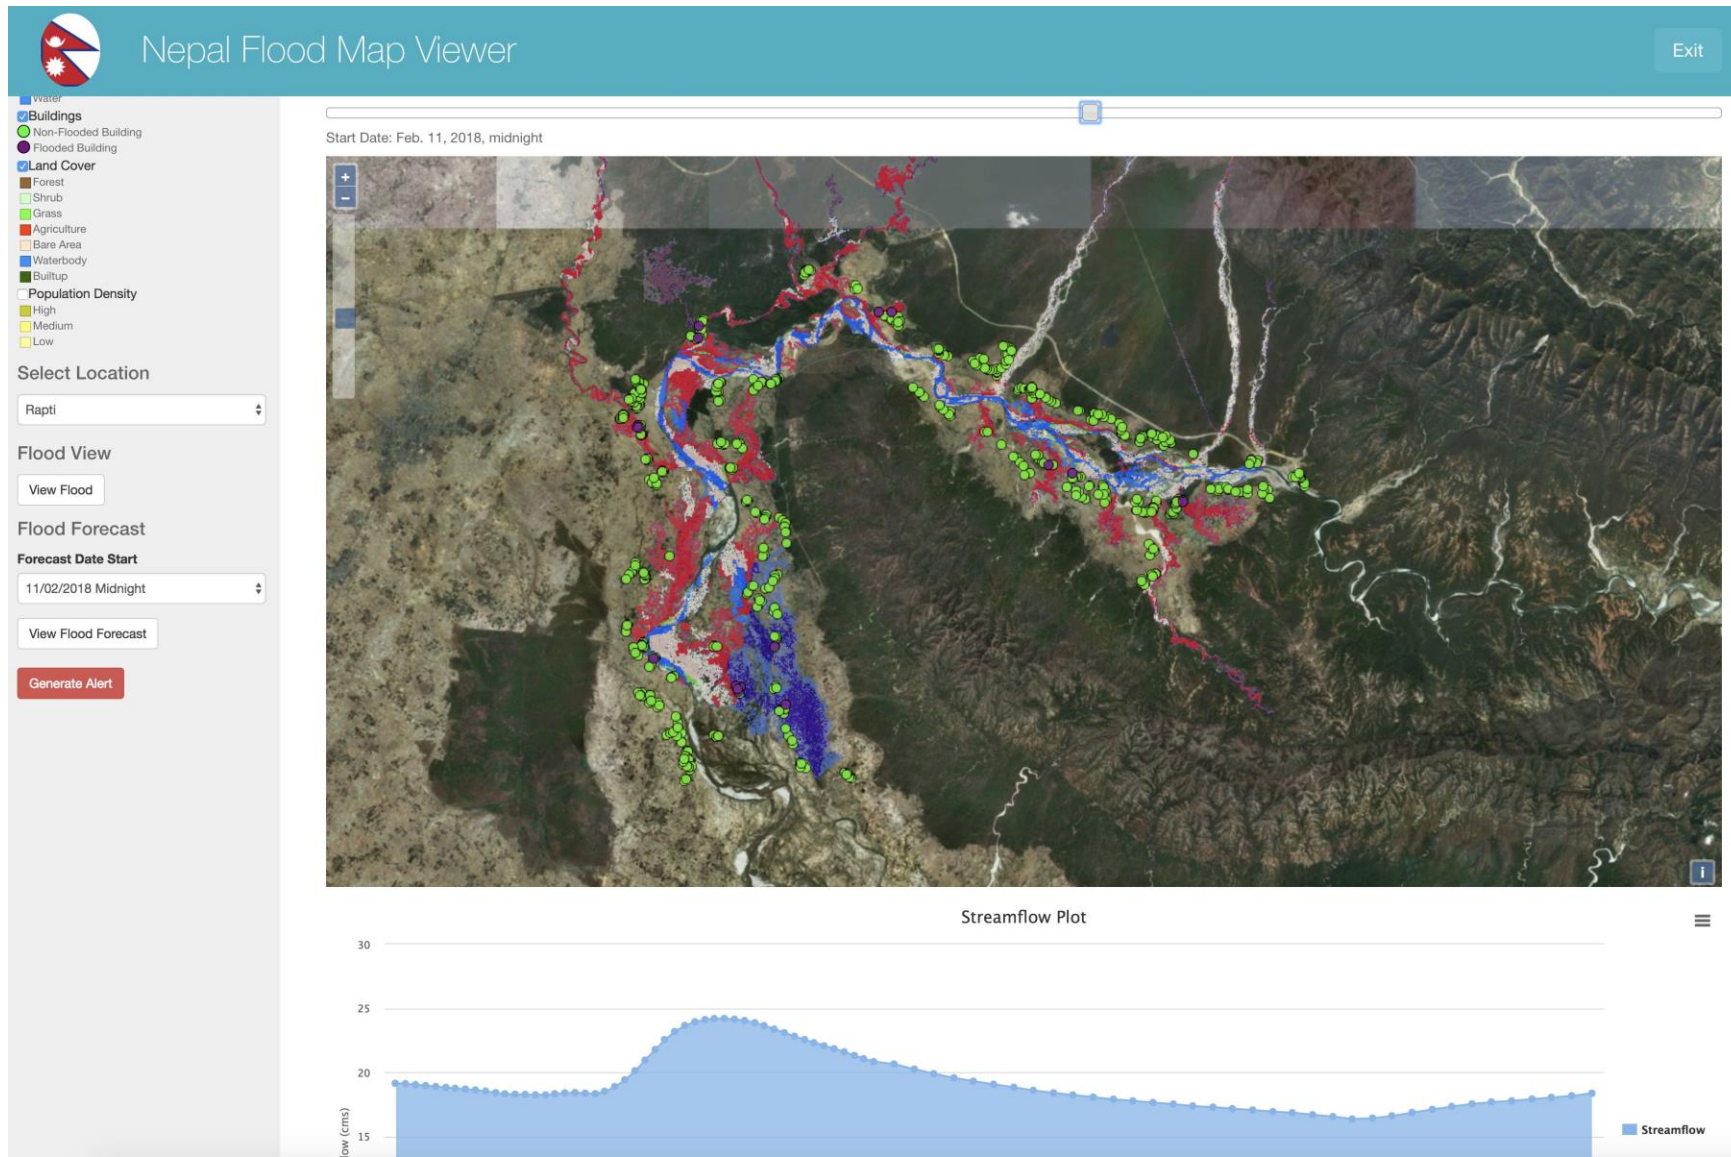 Nepal Flood Map Viewer
Exit
Water
Buildings
Non-Flooded Building
Flooded Building
Land Cover
Forest
Shrub
Grass
Agriculture
Bare Area
Waterbody
Builtup
Population Density
High
Medium
Low
Select Location
Rapti
Flood View
View Flood
Flood Forecast
Forecast Date Start
11/02/2018 Midnight
View Flood Forecast
Generate Alert
Start Date: Feb. 11, 2018, midnight
+
−
i
Streamflow Plot
30
25
20
15
(cms)
Streamflow